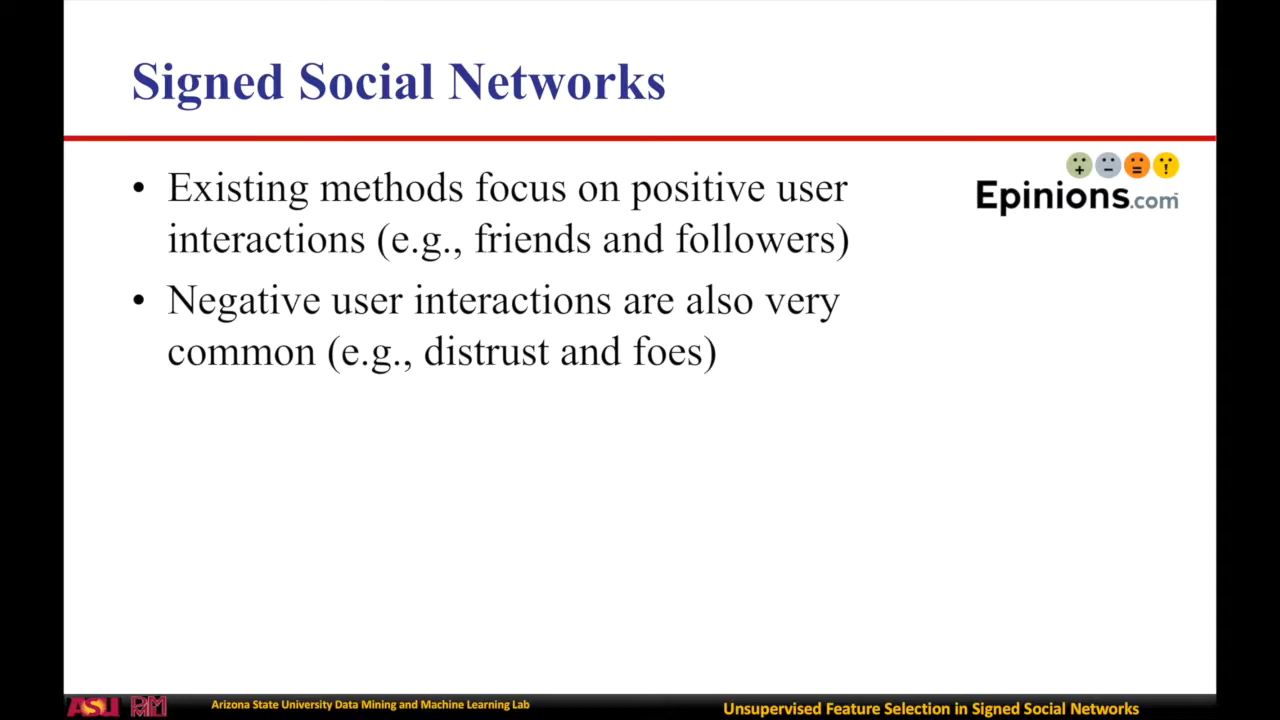 Signed Social Networks
• Existing methods focus on positive user
interactions (e.g., friends and followers)
• Negative user interactions are also very
common (e.g., distrust and foes)
Epinions.com
ASU
Arizona State University Data Mining and Machine Learning Lab
Unsupervised Feature Selection in Signed Social Networks